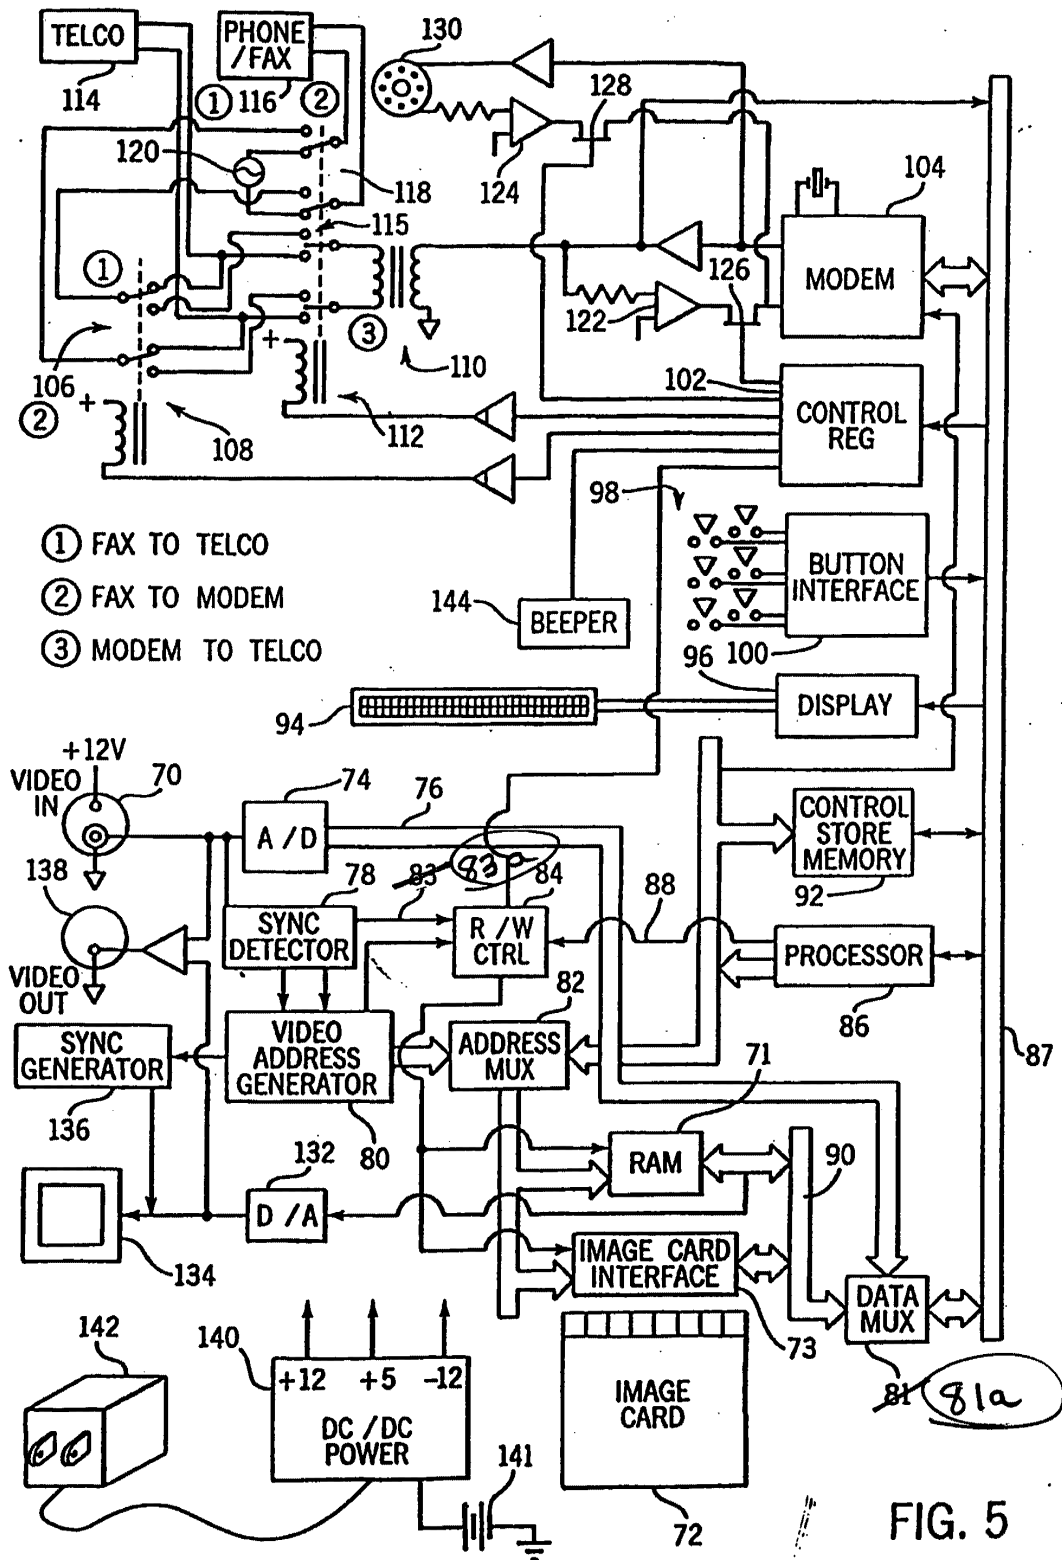 TELCO
114
PHONE
/FAX
116
1
2
130
128
124
120
118
115
104
MODEM
126
122
1
106
2
+
108
+
3
110
112
102
CONTROL
REG
98
BUTTON
INTERFACE
100
1 FAX TO TELCO
2 FAX TO MODEM
3 MODEM TO TELCO
144
BEEPER
96
DISPLAY
94
+12V
VIDEO
IN
70
74
A/D
76
CONTROL
STORE
MEMORY
92
138
VIDEO
OUT
78
SYNC
DETECTOR
83
83a
84
R/W
CTRL
88
PROCESSOR
86
87
SYNC
GENERATOR
136
VIDEO
ADDRESS
GENERATOR
80
82
ADDRESS
MUX
71
RAM
90
132
D/A
134
IMAGE CARD
INTERFACE
73
DATA
MUX
81
81a
142
140
+12 +5 -12
DC/DC
POWER
141
IMAGE
CARD
72
FIG. 5